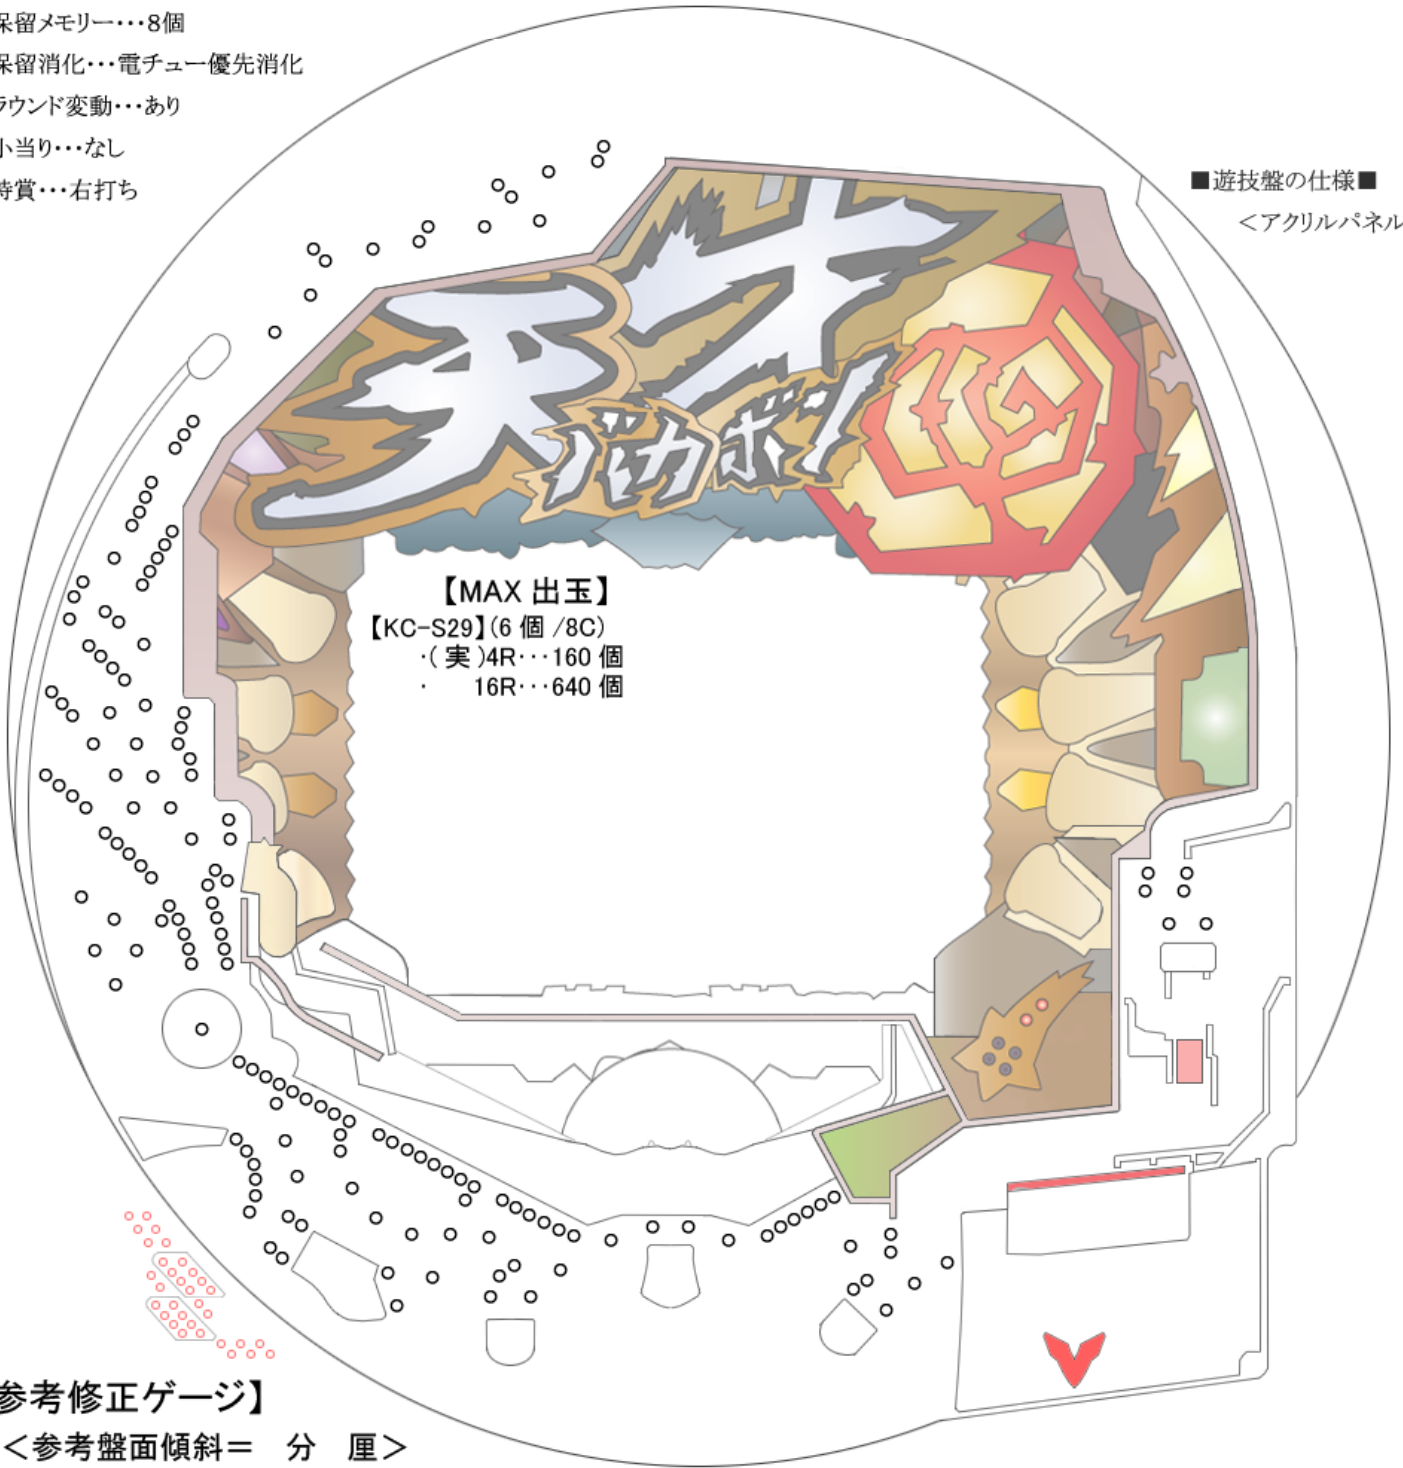 保留メモリー・・・8個
保留消化・・・電チュー優先消化
ラウンド変動・・・あり
小当り・・・なし
特賞・・・右打ち
■遊技盤の仕様■
＜アクリルパネル
天才
バカボン
【MAX 出玉】
【KC-S29】(6 個 /8C)
・( 実 )4R・・・160 個
・ 16R・・・640 個
参考修正ゲージ】
＜参考盤面傾斜＝ 分 厘＞